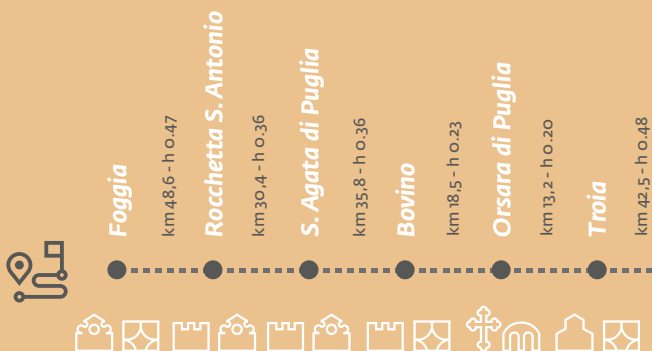 Foggia
km 48,6 - h 0.47
Rocchetta S. Antonio
km 30,4 - h 0.36
S. Agata di Puglia
km 35,8 - h 0.36
Bovino
km 18,5 - h 0.23
Orsara di Puglia
km 13,2 - h 0.20
Troia
km 42,5 - h 0.48